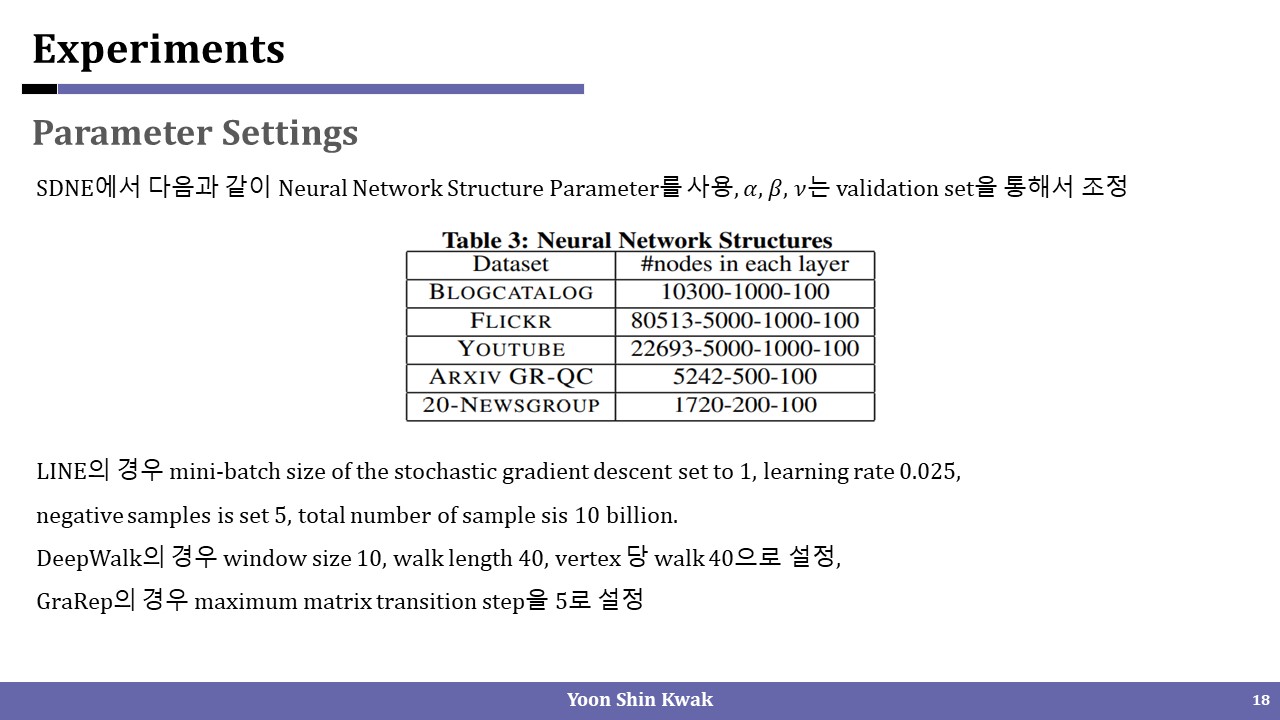 Experiments
Parameter Settings
SDNE에서 다음과 같이 Neural Network Structure Parameter를 사용, 𝛼, 𝛽, 𝜈는 validation set을 통해서 조정
Table 3: Neural Network Structures
Dataset #nodes in each layer
BLOGCATALOG 10300-1000-100
FLICKR 80513-5000-1000-100
YOUTUBE 22693-5000-1000-100
ARXIV GR-QC 5242-500-100
20-NEWSGROUP 1720-200-100
LINE의 경우 mini-batch size of the stochastic gradient descent set to 1, learning rate 0.025,
negative samples is set 5, total number of sample sis 10 billion.
DeepWalk의 경우 window size 10, walk length 40, vertex 당 walk 40으로 설정,
GraRep의 경우 maximum matrix transition step을 5로 설정
Yoon Shin Kwak
18